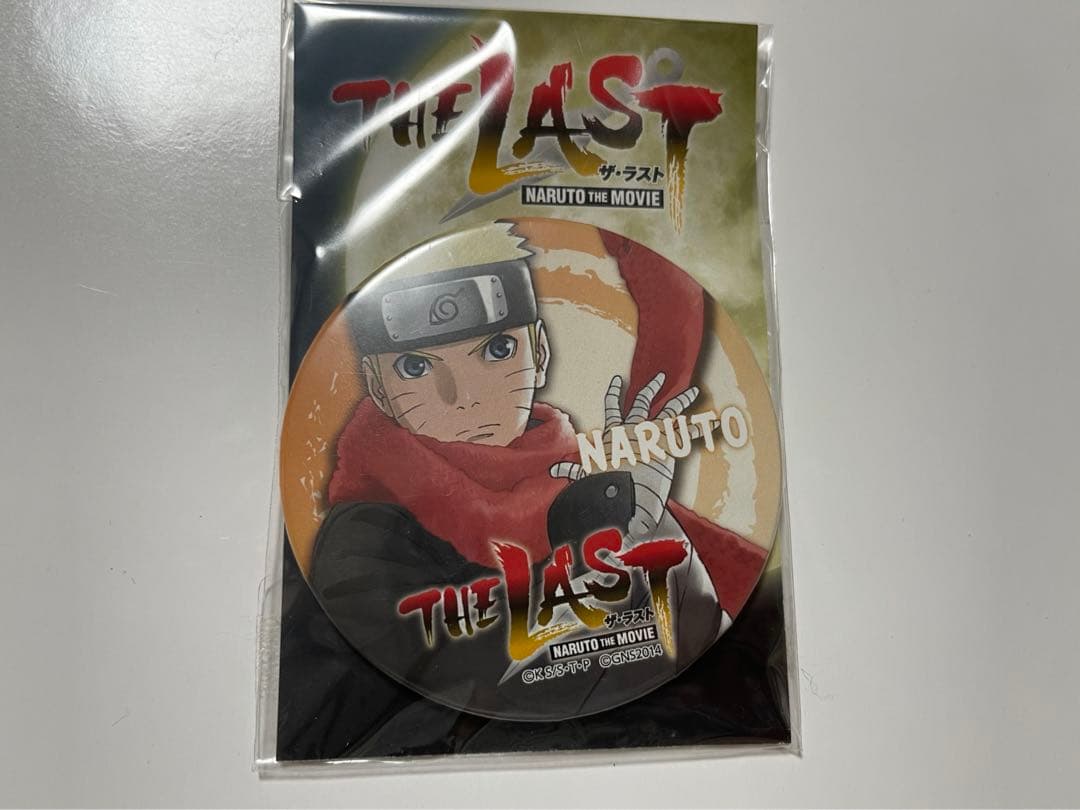 THE LAST
ザ・ラスト
NARUTO THE MOVIE
NARUTO
THE LAST
ザ・ラスト
NARUTO THE MOVIE
©K S/S・T・P ©GNS2014